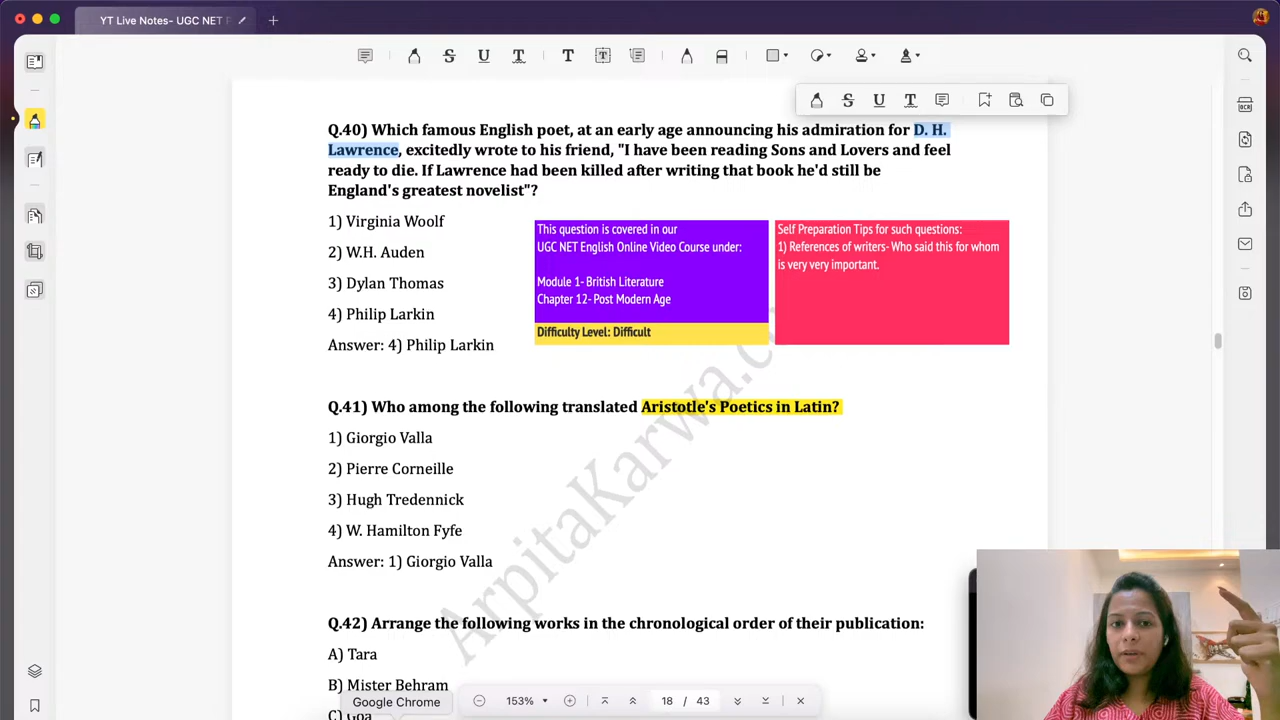 YT Live Notes- UGC NET P
Q.40) Which famous English poet, at an early age announcing his admiration for D. H.
Lawrence, excitedly wrote to his friend, "I have been reading Sons and Lovers and feel
ready to die. If Lawrence had been killed after writing that book he'd still be
England's greatest novelist"?
1) Virginia Woolf
2) W.H. Auden
3) Dylan Thomas
4) Philip Larkin
Answer: 4) Philip Larkin
This question is covered in our
UGC NET English Online Video Course under:
Module 1- British Literature
Chapter 12- Post Modern Age
Difficulty Level: Difficult
Self Preparation Tips for such questions:
1) References of writers- Who said this for whom
is very very important.
Q.41) Who among the following translated Aristotle's Poetics in Latin?
1) Giorgio Valla
2) Pierre Corneille
3) Hugh Tredennick
4) W. Hamilton Fyfe
Answer: 1) Giorgio Valla
Q.42) Arrange the following works in the chronological order of their publication:
A) Tara
B) Mister Behram
C) Goa
Google Chrome
153%
18 / 43
ArpitaKarwa.co
OCR